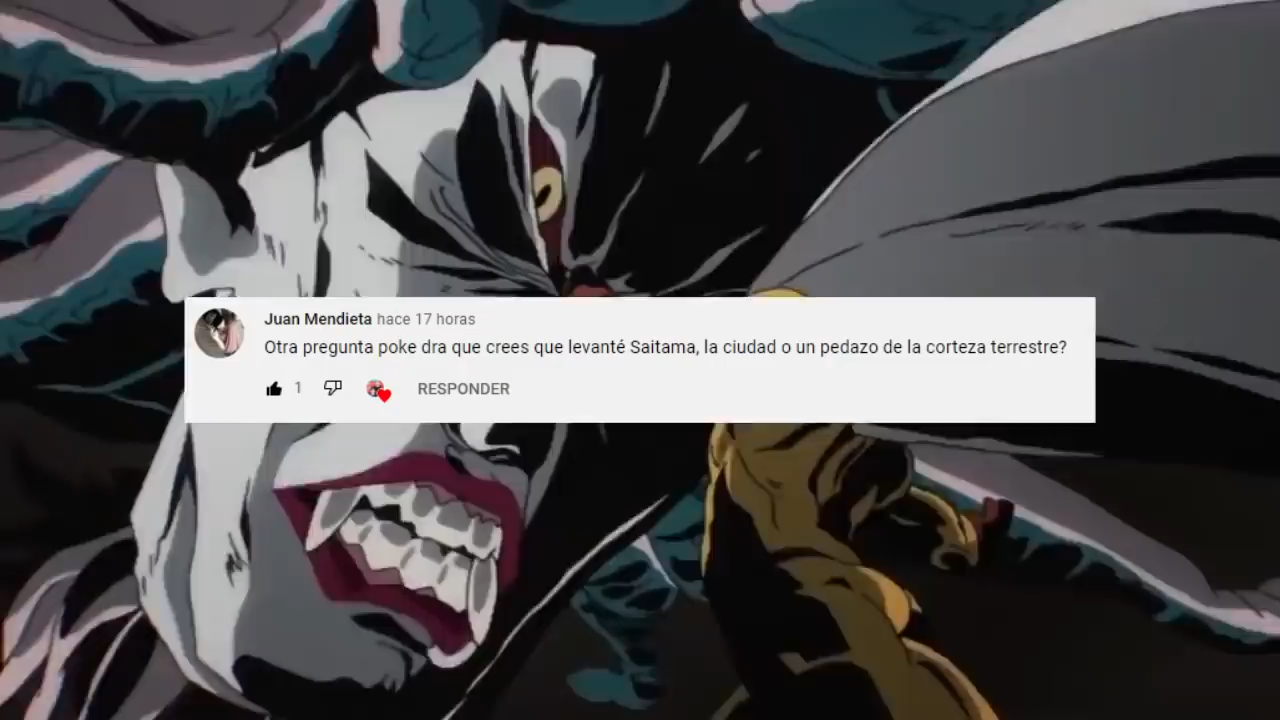 Juan Mendieta hace 17 horas
Otra pregunta poke dra que crees que levanté Saitama, la ciudad o un pedazo de la corteza terrestre?
1 RESPONDER